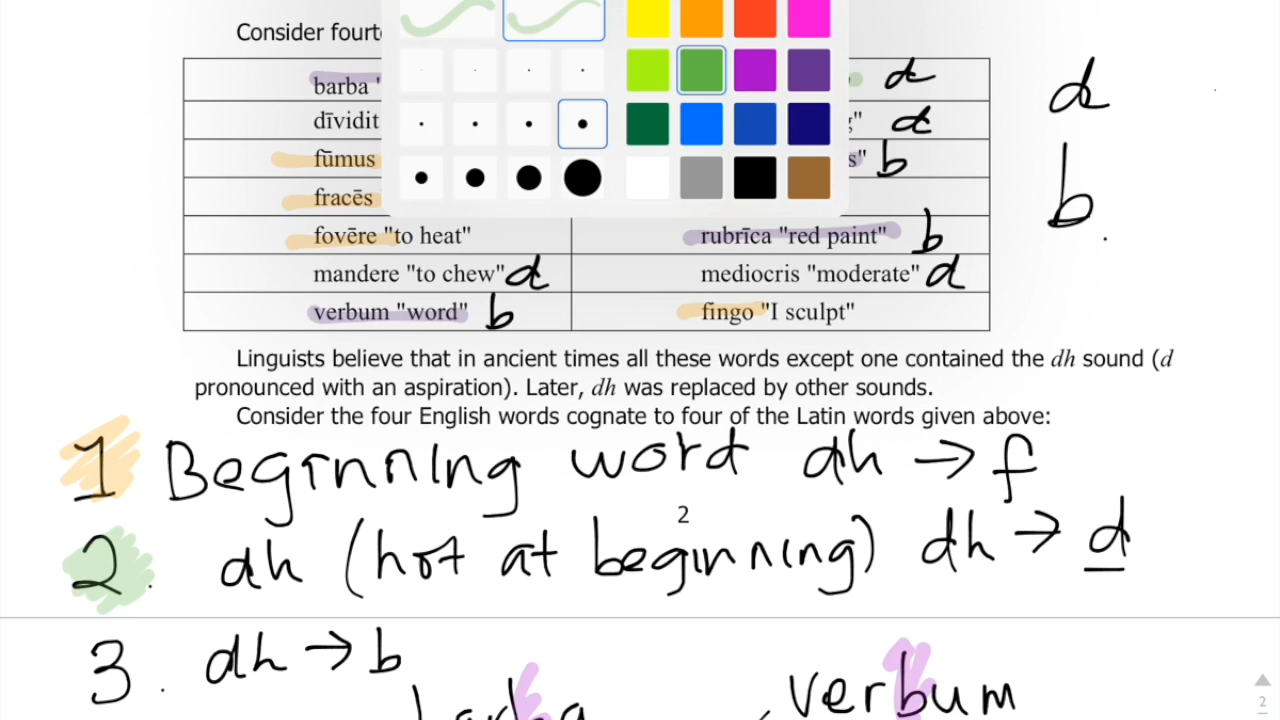 Consider fourt
barba " d
dīvidit g" d
fūmus s" b
fracēs
fovēre "to heat" rubrīca "red paint" b
mandere "to chew" d mediocris "moderate" d
verbum "word" b fingo "I sculpt"
d
b
Linguists believe that in ancient times all these words except one contained the dh sound (d
pronounced with an aspiration). Later, dh was replaced by other sounds.
Consider the four English words cognate to four of the Latin words given above:
1 Beginning word dh → f
2
2. dh (not at beginning) dh → d
3. dh → b
barba , verbum
2